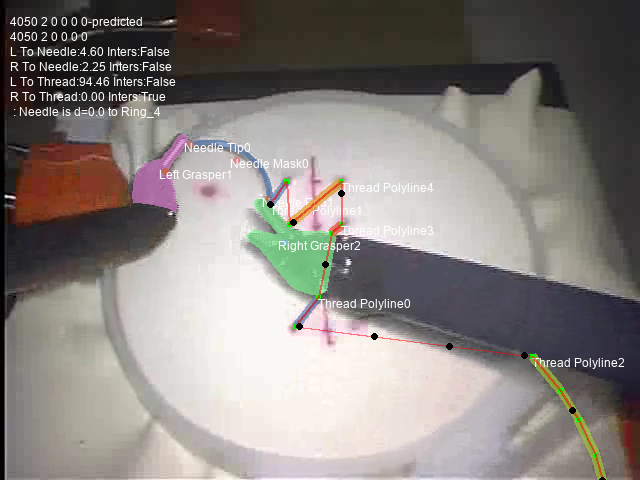 4050 2 0 0 0 0-predicted
4050 2 0 0 0 0
L To Needle:4.60 Inters:False
R To Needle:2.25 Inters:False
L To Thread:94.46 Inters:False
R To Thread:0.00 Inters:True
: Needle is d=0.0 to Ring_4
Needle Tip0
Needle Mask0
Left Grasper1
Thread Polyline4
Polyline1
Thread Polyline3
Right Grasper2
Thread Polyline0
Thread Polyline2